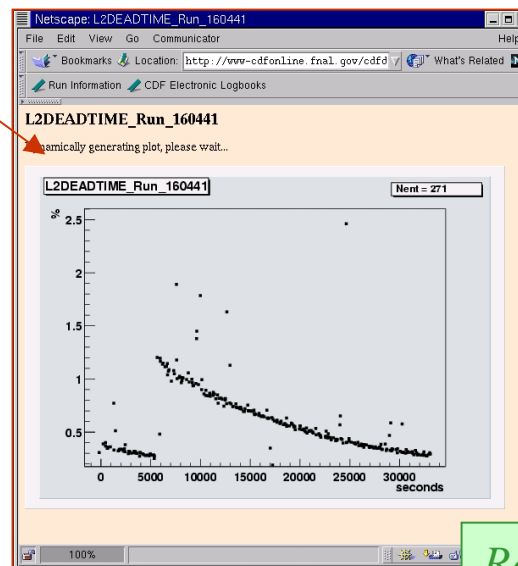 Netscape: L2DEADTIME_Run_160441
File Edit View Go Communicator Help
Bookmarks Location: http://www-cdfonline.fnal.gov/cdfd What's Related
Run Information CDF Electronic Logbooks
L2DEADTIME_Run_160441
namically generating plot, please wait...
L2DEADTIME_Run_160441
Nent = 271
%
2.5
2
1.5
1
0.5
0 5000 10000 15000 20000 25000 30000
seconds
100%